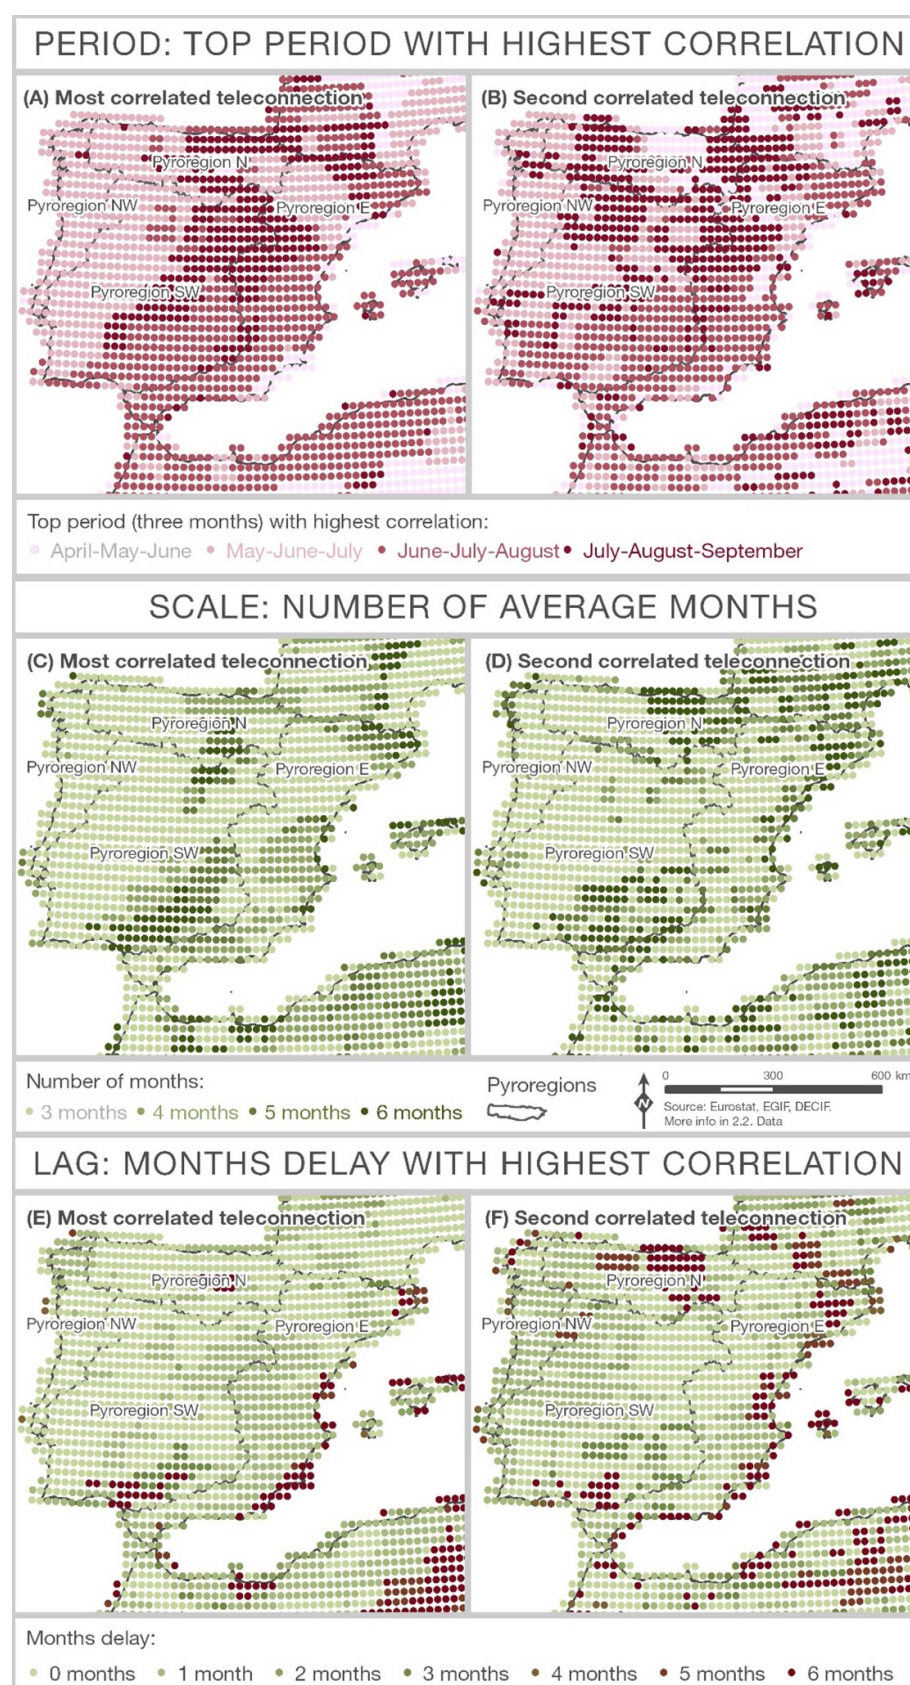 PERIOD: TOP PERIOD WITH HIGHEST CORRELATION
(A) Most correlated teleconnection
(B) Second correlated teleconnection
Pyroregion N
Pyroregion NW
Pyroregion E
Pyroregion SW
Pyroregion N
Pyroregion NW
Pyroregion E
Pyroregion SW
Top period (three months) with highest correlation:
April-May-June May-June-July June-July-August July-August-September
SCALE: NUMBER OF AVERAGE MONTHS
(C) Most correlated teleconnection
(D) Second correlated teleconnection
Pyroregion N
Pyroregion NW
Pyroregion E
Pyroregion SW
Pyroregion N
Pyroregion NW
Pyroregion E
Pyroregion SW
Number of months:
3 months 4 months 5 months 6 months
Pyroregions
N
0 300 600 km
Source: Eurostat, EGIF, DECIF.
More info in 2.2. Data
LAG: MONTHS DELAY WITH HIGHEST CORRELATION
(E) Most correlated teleconnection
(F) Second correlated teleconnection
Pyroregion N
Pyroregion NW
Pyroregion E
Pyroregion SW
Pyroregion N
Pyroregion NW
Pyroregion E
Pyroregion SW
Months delay:
0 months 1 month 2 months 3 months 4 months 5 months 6 months